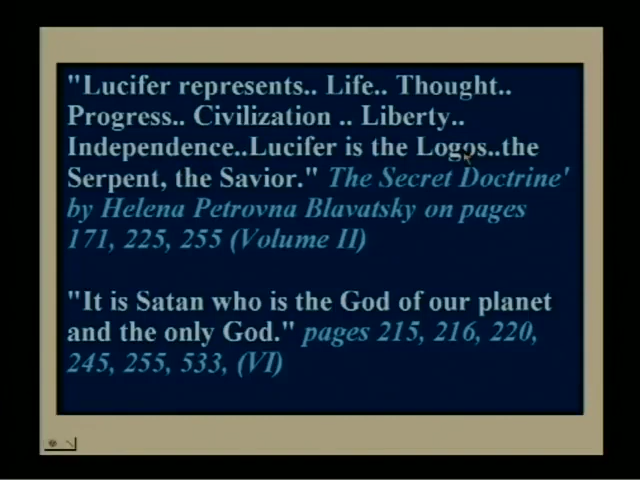 "Lucifer represents.. Life.. Thought..
Progress.. Civilization .. Liberty..
Independence..Lucifer is the Logos..the
Serpent, the Savior." The Secret Doctrine'
by Helena Petrovna Blavatsky on pages
171, 225, 255 (Volume II)
"It is Satan who is the God of our planet
and the only God." pages 215, 216, 220,
245, 255, 533, (VI)